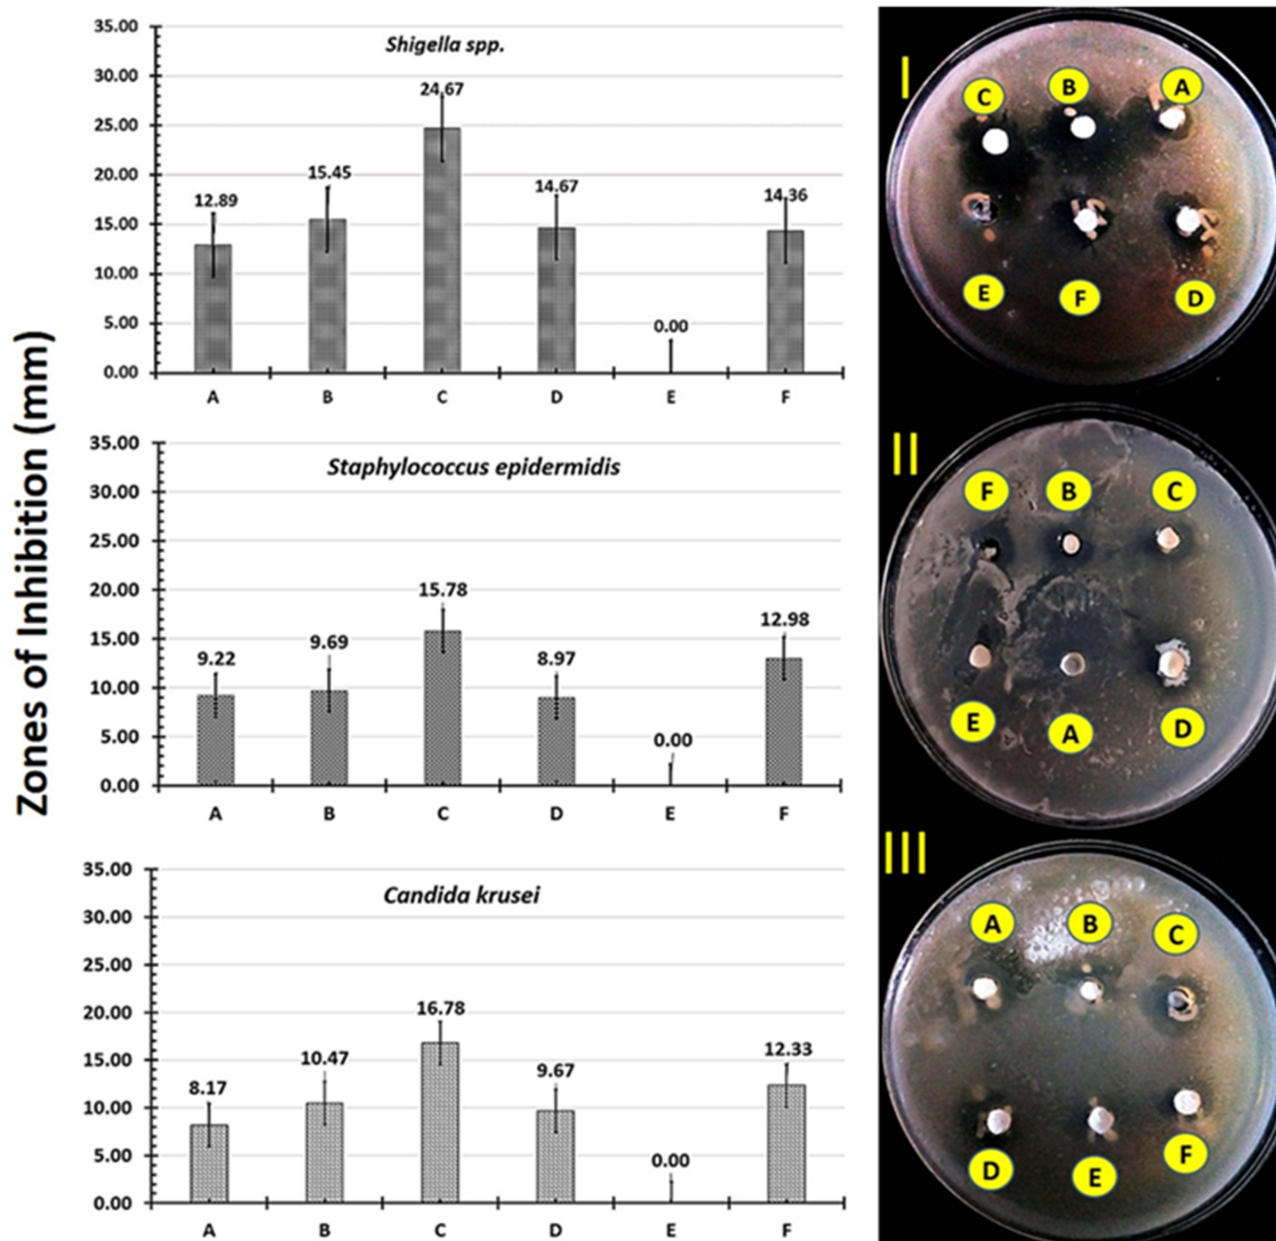 Zones of Inhibition (mm)
Shigella spp.
35.00
30.00
25.00
20.00
15.00
10.00
5.00
0.00
12.89
15.45
24.67
14.67
0.00
14.36
A B C D E F
Staphylococcus epidermidis
35.00
30.00
25.00
20.00
15.00
10.00
5.00
0.00
9.22
9.69
15.78
8.97
0.00
12.98
A B C D E F
Candida krusei
35.00
30.00
25.00
20.00
15.00
10.00
5.00
0.00
8.17
10.47
16.78
9.67
0.00
12.33
A B C D E F
I
C B A
E F D
II
F B C
E A D
III
A B C
D E F